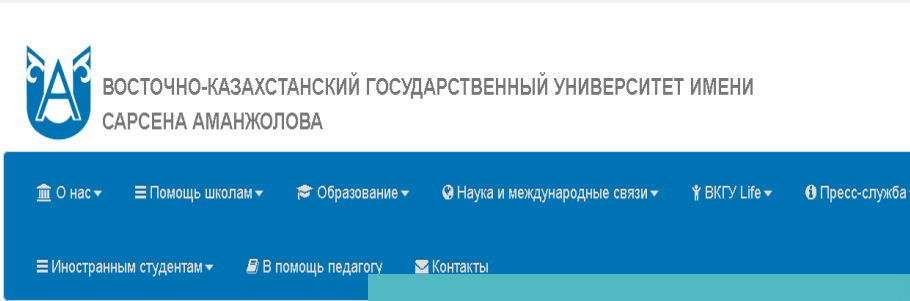 ВОСТОЧНО-КАЗАХСТАНСКИЙ ГОСУДАРСТВЕННЫЙ УНИВЕРСИТЕТ ИМЕНИ
САРСЕНА АМАНЖОЛОВА
О нас Помощь школам Образование Наука и международные связи ВКГУ Life Пресс-служба
Иностранным студентам В помощь педагогу Контакты